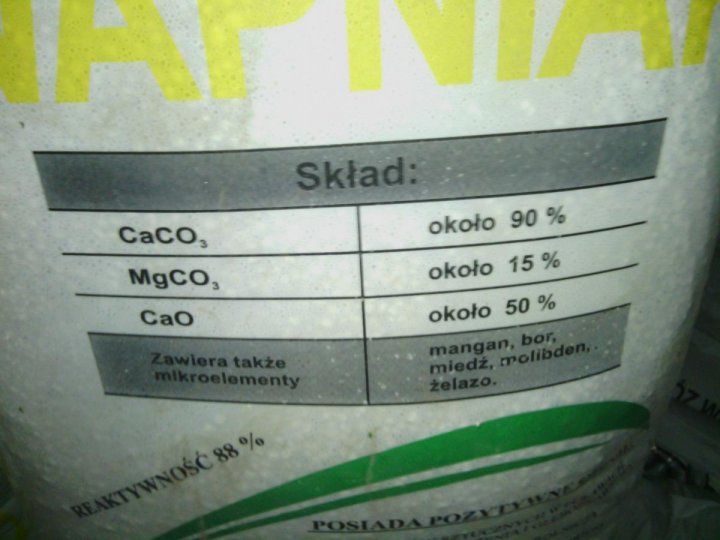 Skład:
CaCO₃ około 90 %
MgCO₃ około 15 %
CaO około 50 %
Zawiera także
mikroelementy
mangan, bor,
miedź, molibden,
żelazo.
REAKTYWNOŚĆ 88 %
POSIADA POZYTYWNE